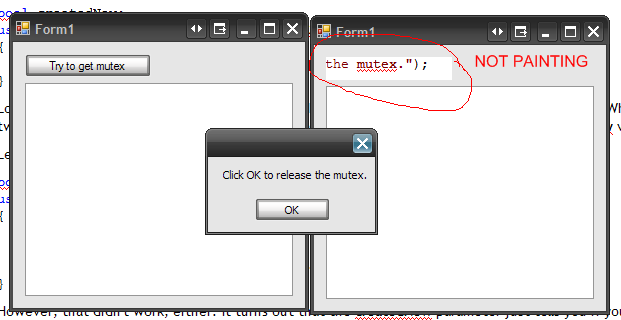 Form1
Form1
Try to get mutex
the mutex.");
NOT PAINTING
Click OK to release the mutex.
OK
However, that didn't work, either. It turns out that the
parameter just tells you if you